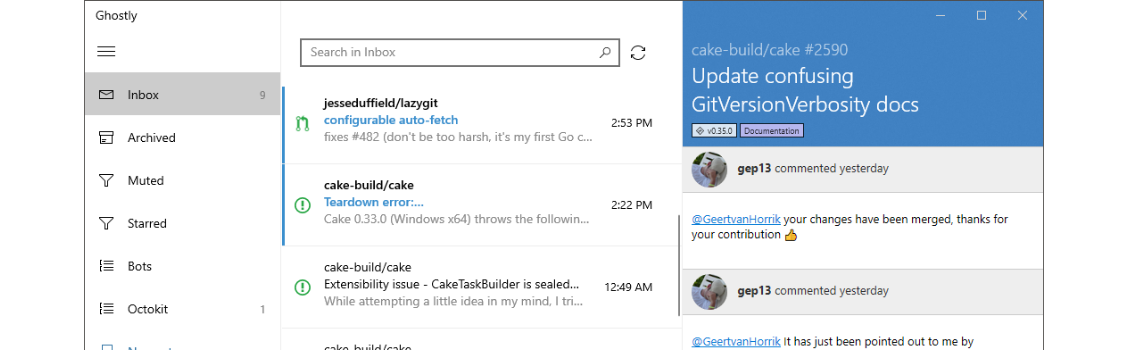 Ghostly
Inbox 9
Archived
Muted
Starred
Bots
Octokit 1
Search in Inbox
jesseduffield/lazygit
configurable auto-fetch
fixes #482 (don't be too harsh, it's my first Go c...
2:53 PM
cake-build/cake
Teardown error:...
Cake 0.33.0 (Windows x64) throws the followin...
2:22 PM
cake-build/cake
Extensibility issue - CakeTaskBuilder is sealed...
While attempting a little idea in my mind, I tri...
12:49 AM
cake-build/cake
cake-build/cake #2590
Update confusing
GitVersionVerbosity docs
v0.35.0 Documentation
gep13 commented yesterday
@GeertvanHorrik your changes have been merged, thanks for
your contribution 👍
gep13 commented yesterday
@GeertvanHorrik It has just been pointed out to me by